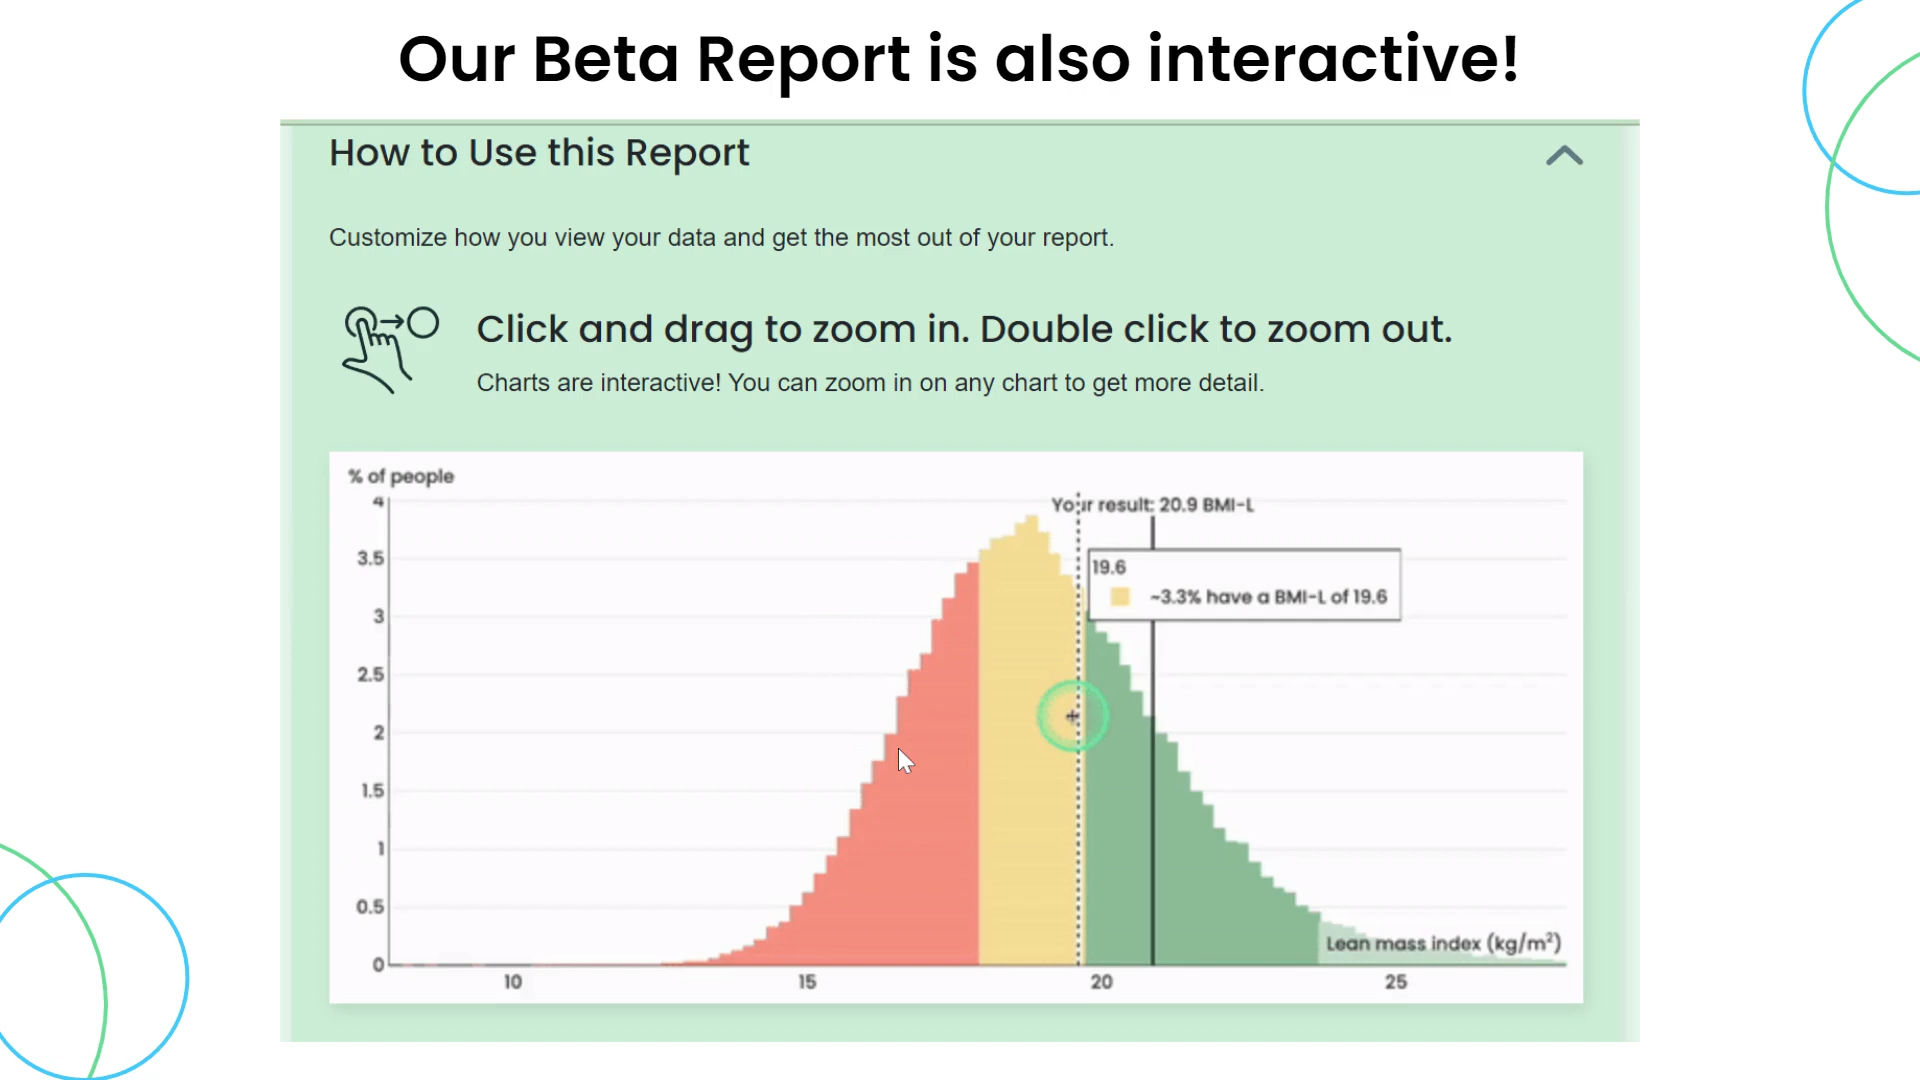 Our Beta Report is also interactive!
How to Use this Report
Customize how you view your data and get the most out of your report.
Click and drag to zoom in. Double click to zoom out.
Charts are interactive! You can zoom in on any chart to get more detail.
% of people
4
Your result: 20.9 BMI-L
3.5
19.6
~3.3% have a BMI-L of 19.6
3
2.5
2
1.5
1
0.5
Lean mass index (kg/m²)
0
10 15 20 25